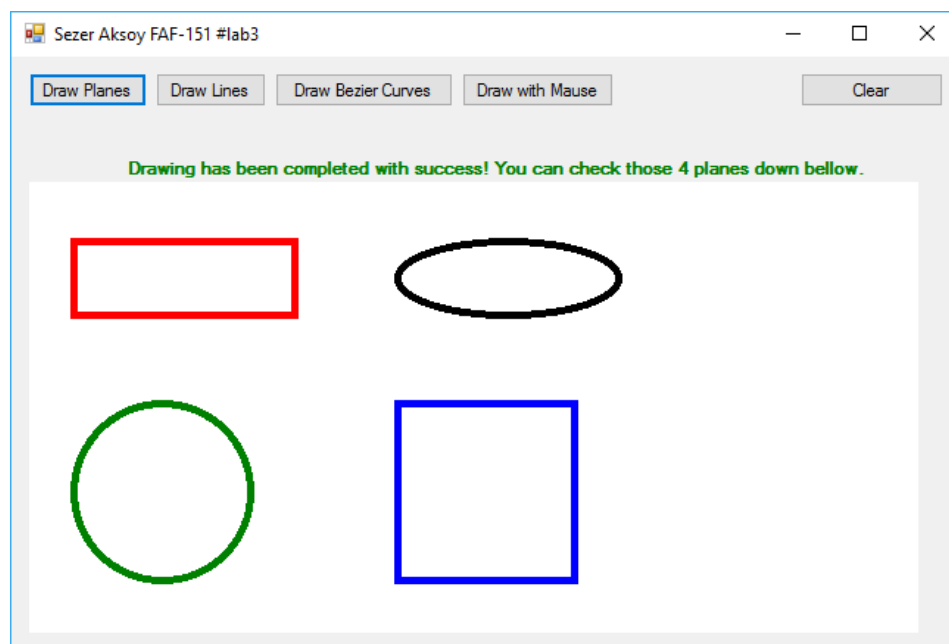 Sezer Aksoy FAF-151 #lab3
Draw Planes Draw Lines Draw Bezier Curves Draw with Mause Clear
Drawing has been completed with success! You can check those 4 planes down bellow.